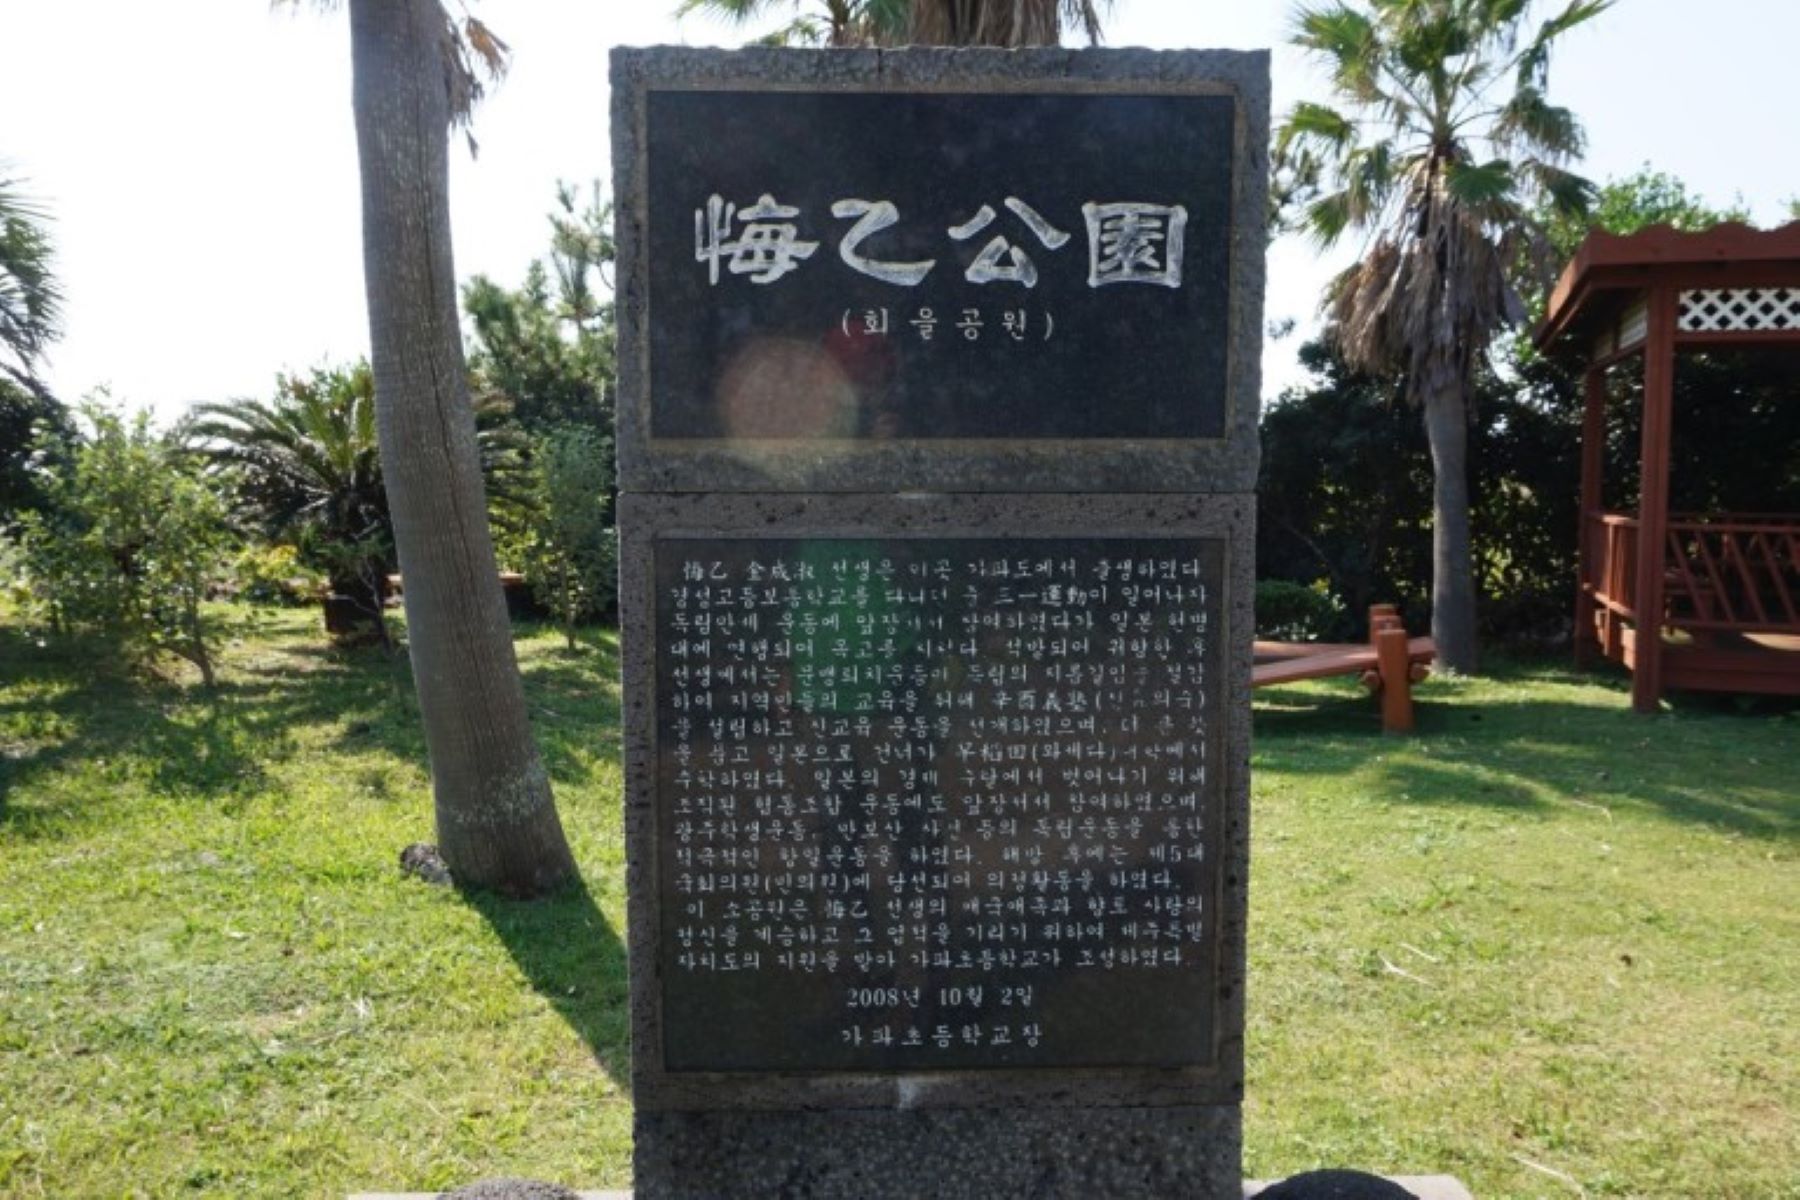 悔乙公園
(회을공원)
悔乙 金成淑 선생은 이곳 가파도에서 출생하였다
경성고등보통학교를 다니던 중 三一運動이 일어나자
독립만세 운동에 앞장서서 참여하였다가 일본 헌병
대에 연행되어 옥고를 치렀다. 석방되어 귀향한 후
선생께서는 문맹퇴치운동이 독립의 지름길임을 절감
하여 지역민들의 교육을 위해 辛酉義塾(신유의숙)
을 설립하고 신교육 운동을 전개하였으며, 더 큰 뜻
을 품고 일본으로 건너가 早稻田(와세다)대학에서
수학하였다. 일본의 경제 수탈에서 벗어나기 위해
조직된 협동조합 운동에도 앞장서서 참여하였으며,
광주학생운동, 만보산 사건 등의 독립운동을 통한
적극적인 항일운동을 하였다. 해방 후에는 제5대
국회의원(민의원)에 당선되어 의정활동을 하였다.
이 소공원은 悔乙 선생의 애국애족과 향토 사랑의
정신을 계승하고 그 업적을 기리기 위하여 제주특별
자치도의 지원을 받아 가파초등학교가 조성하였다.
2008년 10월 2일
가파초등학교장